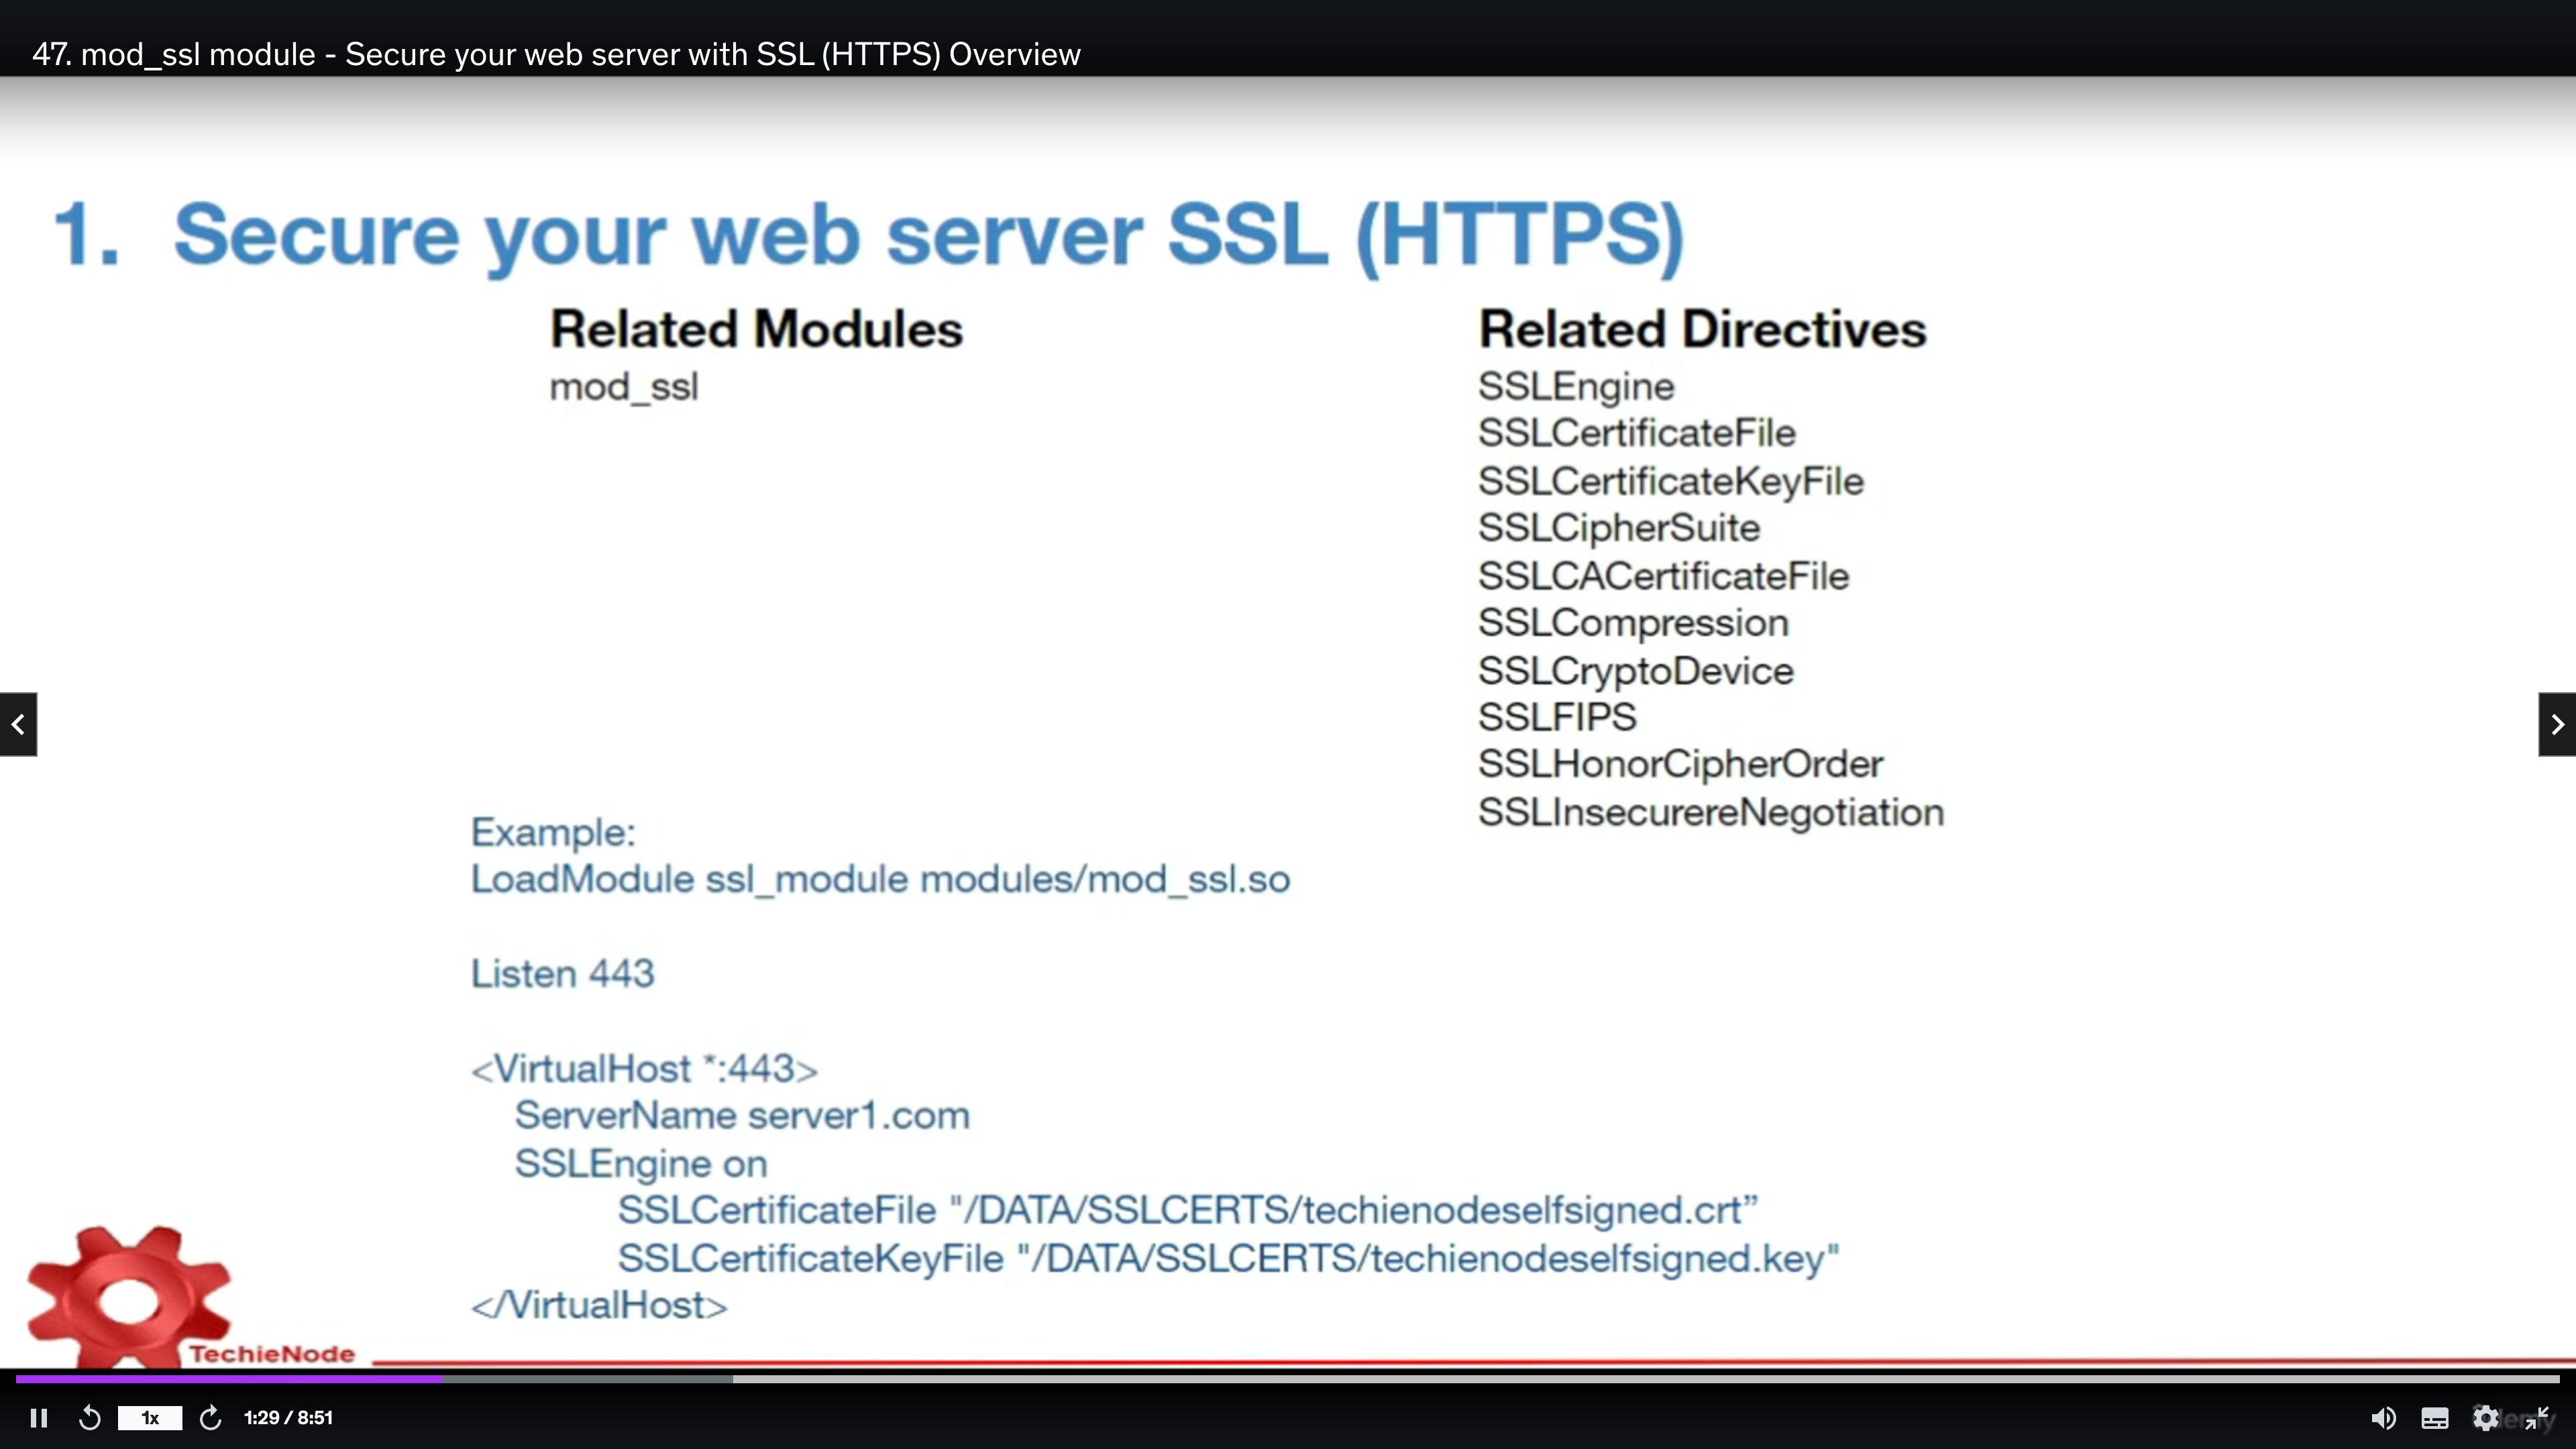 47. mod_ssl module - Secure your web server with SSL (HTTPS) Overview
1. Secure your web server SSL (HTTPS)
Related Modules
mod_ssl
Related Directives
SSLEngine
SSLCertificateFile
SSLCertificateKeyFile
SSLCipherSuite
SSLCACertificateFile
SSLCompression
SSLCryptoDevice
SSLFIPS
SSLHonorCipherOrder
SSLInsecurereNegotiation
Example:
LoadModule ssl_module modules/mod_ssl.so
Listen 443
<VirtualHost *:443>
ServerName server1.com
SSLEngine on
SSLCertificateFile "/DATA/SSLCERTS/techienodeselfsigned.crt”
SSLCertificateKeyFile "/DATA/SSLCERTS/techienodeselfsigned.key"
</VirtualHost>
TechieNode
1x
1:29 / 8:51